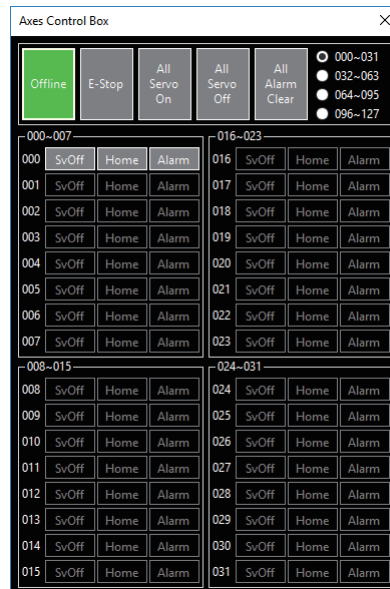 Axes Control Box
Offline
E-Stop
All
Servo
On
All
Servo
Off
All
Alarm
Clear
000~031
032~063
064~095
096~127
000~007
000 SvOff Home Alarm
001 SvOff Home Alarm
002 SvOff Home Alarm
003 SvOff Home Alarm
004 SvOff Home Alarm
005 SvOff Home Alarm
006 SvOff Home Alarm
007 SvOff Home Alarm
016~023
016 SvOff Home Alarm
017 SvOff Home Alarm
018 SvOff Home Alarm
019 SvOff Home Alarm
020 SvOff Home Alarm
021 SvOff Home Alarm
022 SvOff Home Alarm
023 SvOff Home Alarm
008~015
008 SvOff Home Alarm
009 SvOff Home Alarm
010 SvOff Home Alarm
011 SvOff Home Alarm
012 SvOff Home Alarm
013 SvOff Home Alarm
014 SvOff Home Alarm
015 SvOff Home Alarm
024~031
024 SvOff Home Alarm
025 SvOff Home Alarm
026 SvOff Home Alarm
027 SvOff Home Alarm
028 SvOff Home Alarm
029 SvOff Home Alarm
030 SvOff Home Alarm
031 SvOff Home Alarm